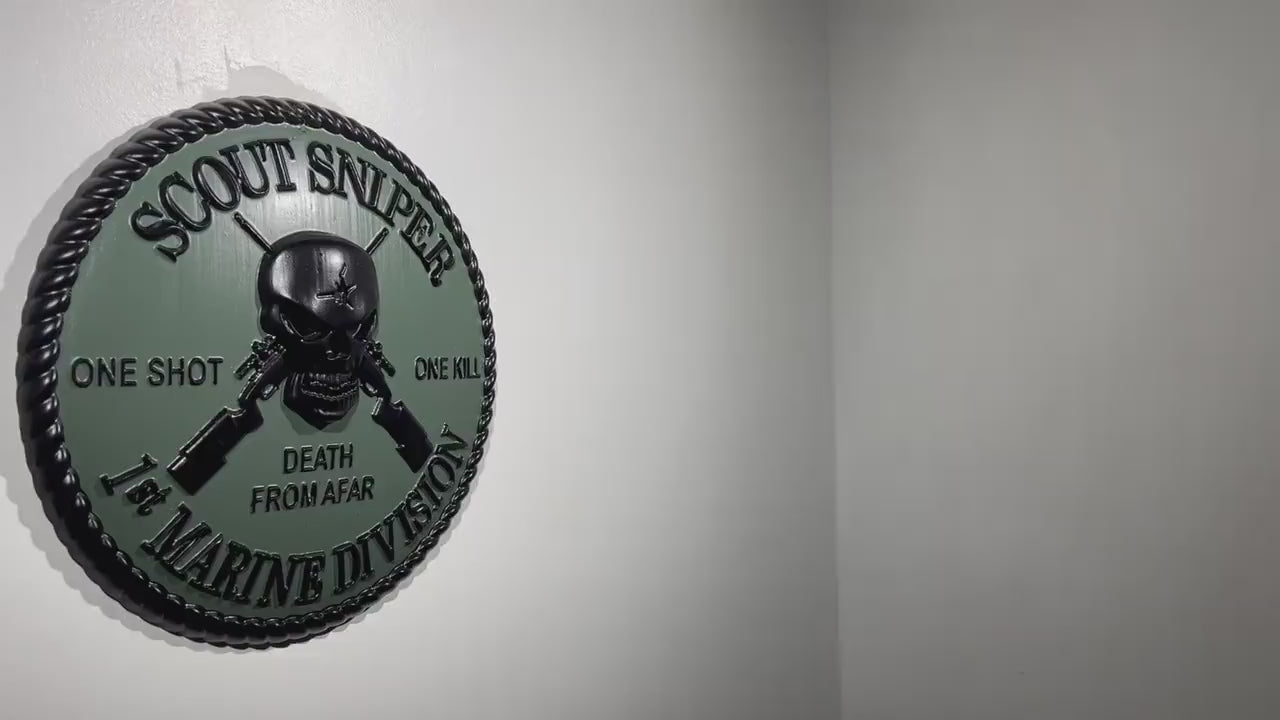 SCOUT SNIPER
ONE SHOT
ONE KILL
DEATH
FROM AFAR
1st MARINE DIVISION